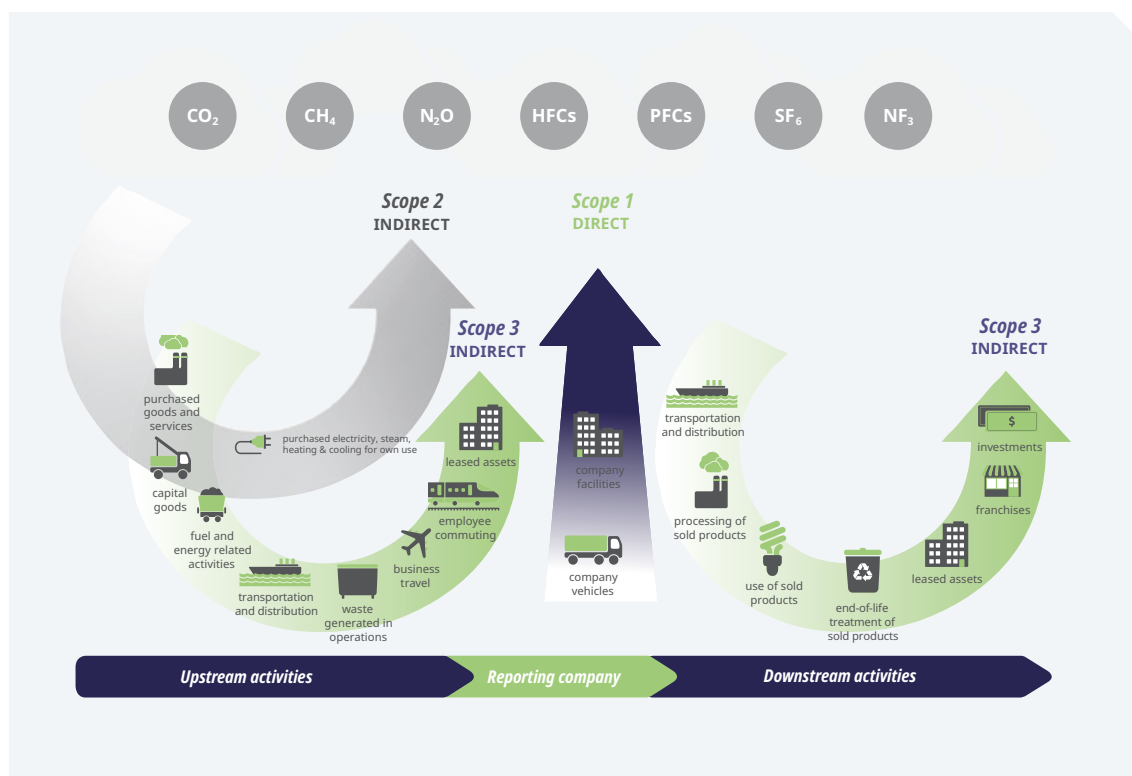 CO₂
CH₄
N₂O
HFCs
PFCs
SF₆
NF₃
Scope 2
INDIRECT
Scope 1
DIRECT
Scope 3
INDIRECT
Scope 3
INDIRECT
purchased
goods and
services
capital
goods
fuel and
energy related
activities
transportation
and distribution
waste
generated in
operations
business
travel
employee
commuting
leased assets
purchased electricity, steam,
heating & cooling for own use
company
facilities
company
vehicles
transportation
and distribution
processing of
sold products
use of sold
products
end-of-life
treatment of
sold products
leased assets
franchises
$
investments
Upstream activities
Reporting company
Downstream activities